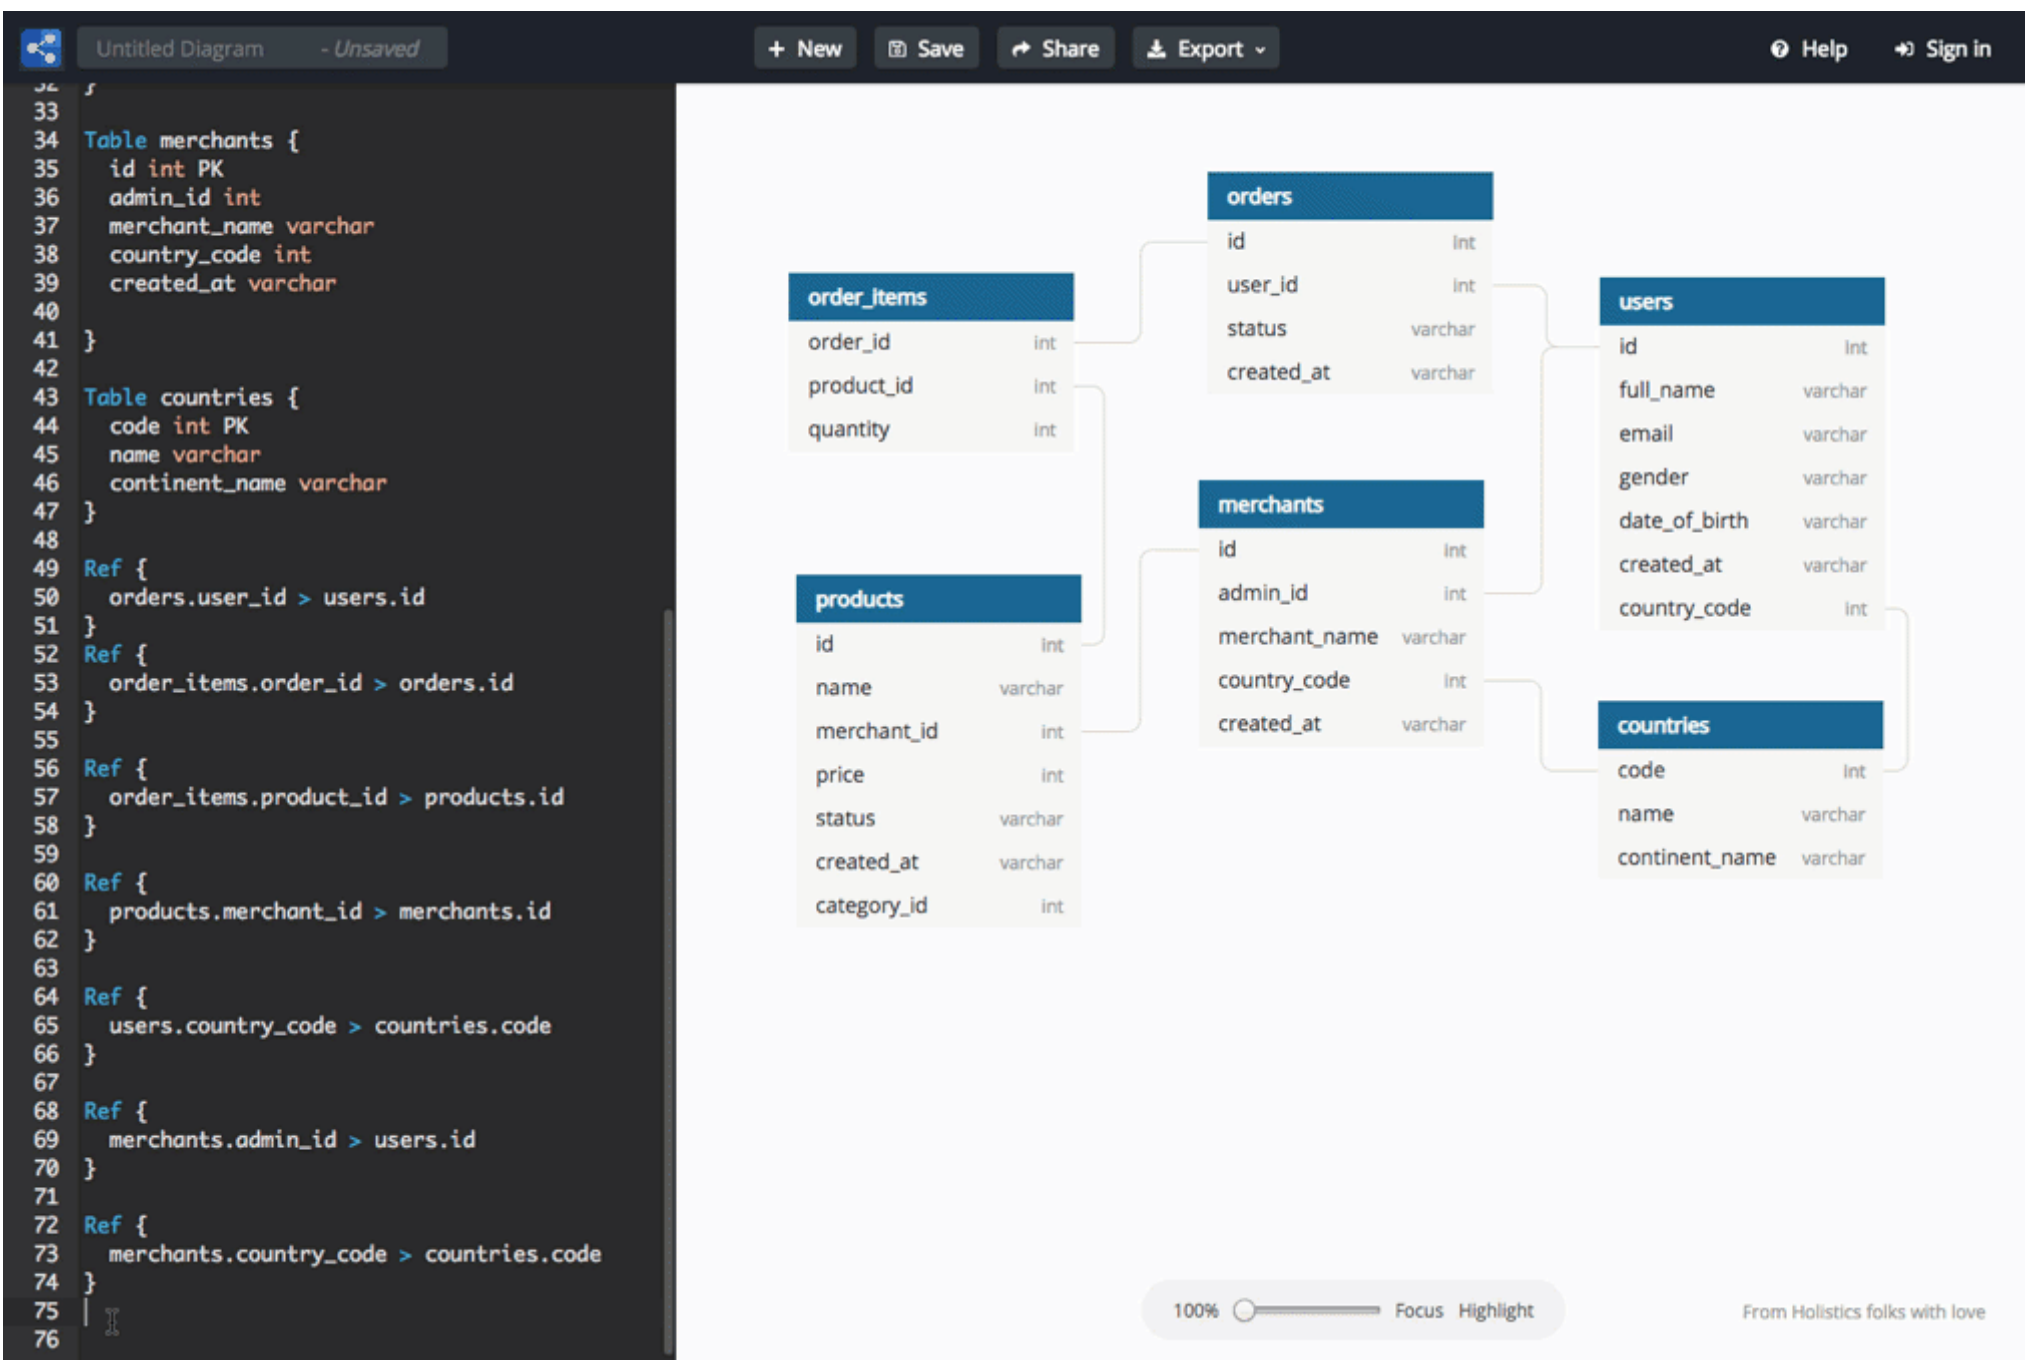 Untitled Diagram - Unsaved
+ New
Save
Share
Export
Help
Sign in
32 }
33
34 Table merchants {
35 id int PK
36 admin_id int
37 merchant_name varchar
38 country_code int
39 created_at varchar
40
41 }
42
43 Table countries {
44 code int PK
45 name varchar
46 continent_name varchar
47 }
48
49 Ref {
50 orders.user_id > users.id
51 }
52 Ref {
53 order_items.order_id > orders.id
54 }
55
56 Ref {
57 order_items.product_id > products.id
58 }
59
60 Ref {
61 products.merchant_id > merchants.id
62 }
63
64 Ref {
65 users.country_code > countries.code
66 }
67
68 Ref {
69 merchants.admin_id > users.id
70 }
71
72 Ref {
73 merchants.country_code > countries.code
74 }
75
76
order_items
order_id int
product_id int
quantity int
products
id int
name varchar
merchant_id int
price int
status varchar
created_at varchar
category_id int
orders
id int
user_id int
status varchar
created_at varchar
merchants
id int
admin_id int
merchant_name varchar
country_code int
created_at varchar
users
id int
full_name varchar
email varchar
gender varchar
date_of_birth varchar
created_at varchar
country_code int
countries
code int
name varchar
continent_name varchar
100% Focus Highlight
From Holistics folks with love